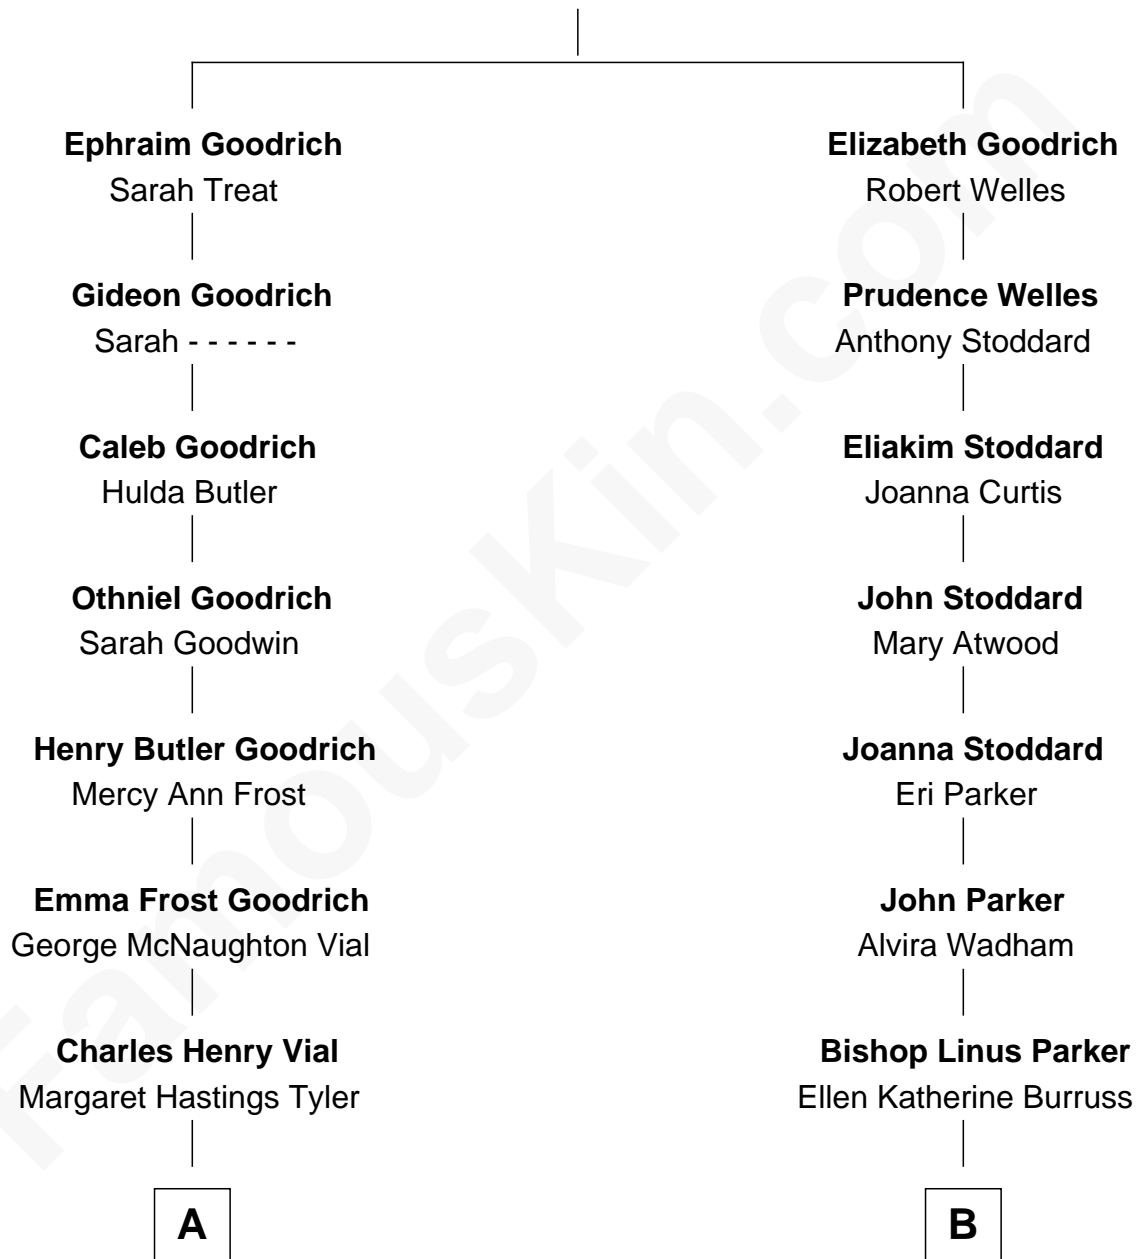 Ephraim Goodrich
Sarah Treat
Gideon Goodrich
Sarah - - - - - -
Caleb Goodrich
Hulda Butler
Othniel Goodrich
Sarah Goodwin
Henry Butler Goodrich
Mercy Ann Frost
Emma Frost Goodrich
George McNaughton Vial
Charles Henry Vial
Margaret Hastings Tyler
A
Elizabeth Goodrich
Robert Welles
Prudence Welles
Anthony Stoddard
Eliakim Stoddard
Joanna Curtis
John Stoddard
Mary Atwood
Joanna Stoddard
Eri Parker
John Parker
Alvira Wadham
Bishop Linus Parker
Ellen Katherine Burruss
B
FamousKin.com